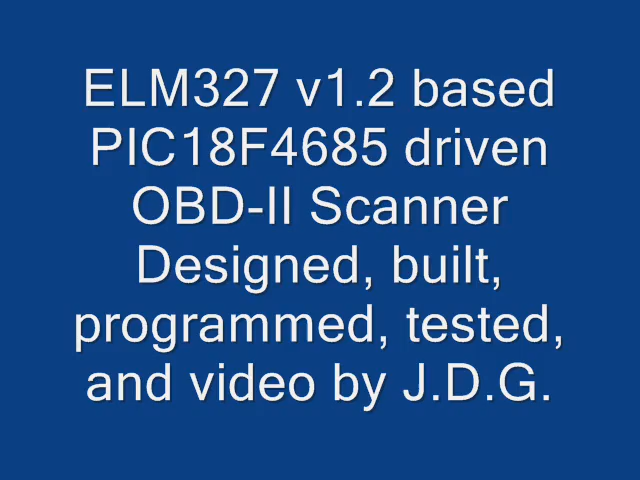 ELM327 v1.2 based
PIC18F4685 driven
OBD-II Scanner
Designed, built,
programmed, tested,
and video by J.D.G.